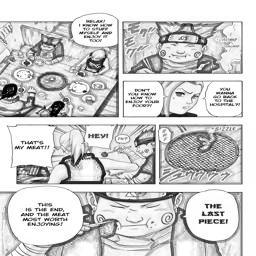 RELAX!
I KNOW HOW
TO STUFF
MYSELF AND
ENJOY IT
TOO!
DON'T
YOU KNOW
HOW TO
ENJOY YOUR
FOOD?!
YOU
WANNA
GO BACK
TO THE
HOSPITAL?!
THAT'S
MY MEAT!!
HEY!
SIZZLE
THIS
IS THE END,
AND THE MEAT
MOST WORTH
ENJOYING!
THE
LAST
PIECE!